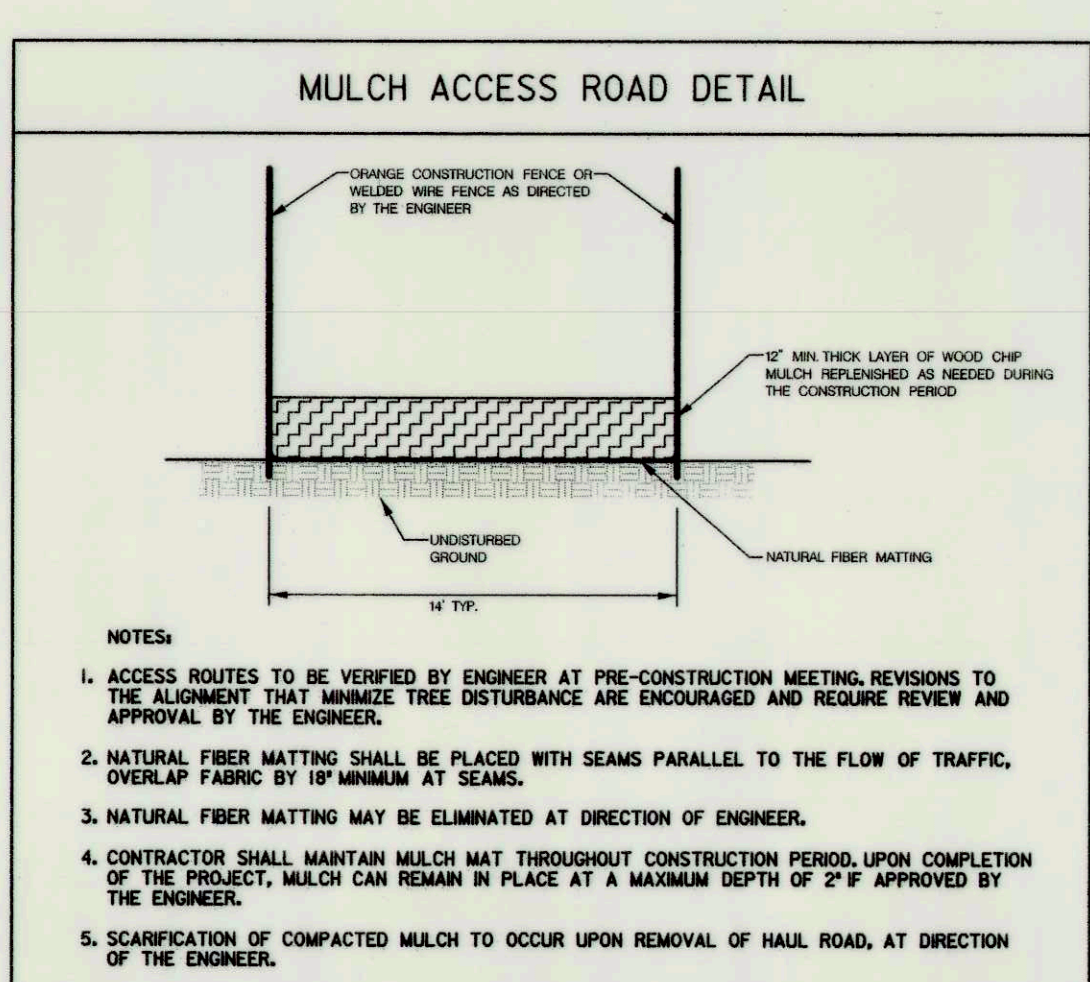 MULCH ACCESS ROAD DETAIL
ORANGE CONSTRUCTION FENCE OR
WELDED WIRE FENCE AS DIRECTED
BY THE ENGINEER
12" MIN. THICK LAYER OF WOOD CHIP
MULCH REPLENISHED AS NEEDED DURING
THE CONSTRUCTION PERIOD
UNDISTURBED
GROUND
NATURAL FIBER MATTING
14' TYP.
NOTES:
1. ACCESS ROUTES TO BE VERIFIED BY ENGINEER AT PRE-CONSTRUCTION MEETING. REVISIONS TO
THE ALIGNMENT THAT MINIMIZE TREE DISTURBANCE ARE ENCOURAGED AND REQUIRE REVIEW AND
APPROVAL BY THE ENGINEER.
2. NATURAL FIBER MATTING SHALL BE PLACED WITH SEAMS PARALLEL TO THE FLOW OF TRAFFIC,
OVERLAP FABRIC BY 18" MINIMUM AT SEAMS.
3. NATURAL FIBER MATTING MAY BE ELIMINATED AT DIRECTION OF ENGINEER.
4. CONTRACTOR SHALL MAINTAIN MULCH MAT THROUGHOUT CONSTRUCTION PERIOD. UPON COMPLETION
OF THE PROJECT, MULCH CAN REMAIN IN PLACE AT A MAXIMUM DEPTH OF 2" IF APPROVED BY
THE ENGINEER.
5. SCARIFICATION OF COMPACTED MULCH TO OCCUR UPON REMOVAL OF HAUL ROAD, AT DIRECTION
OF THE ENGINEER.